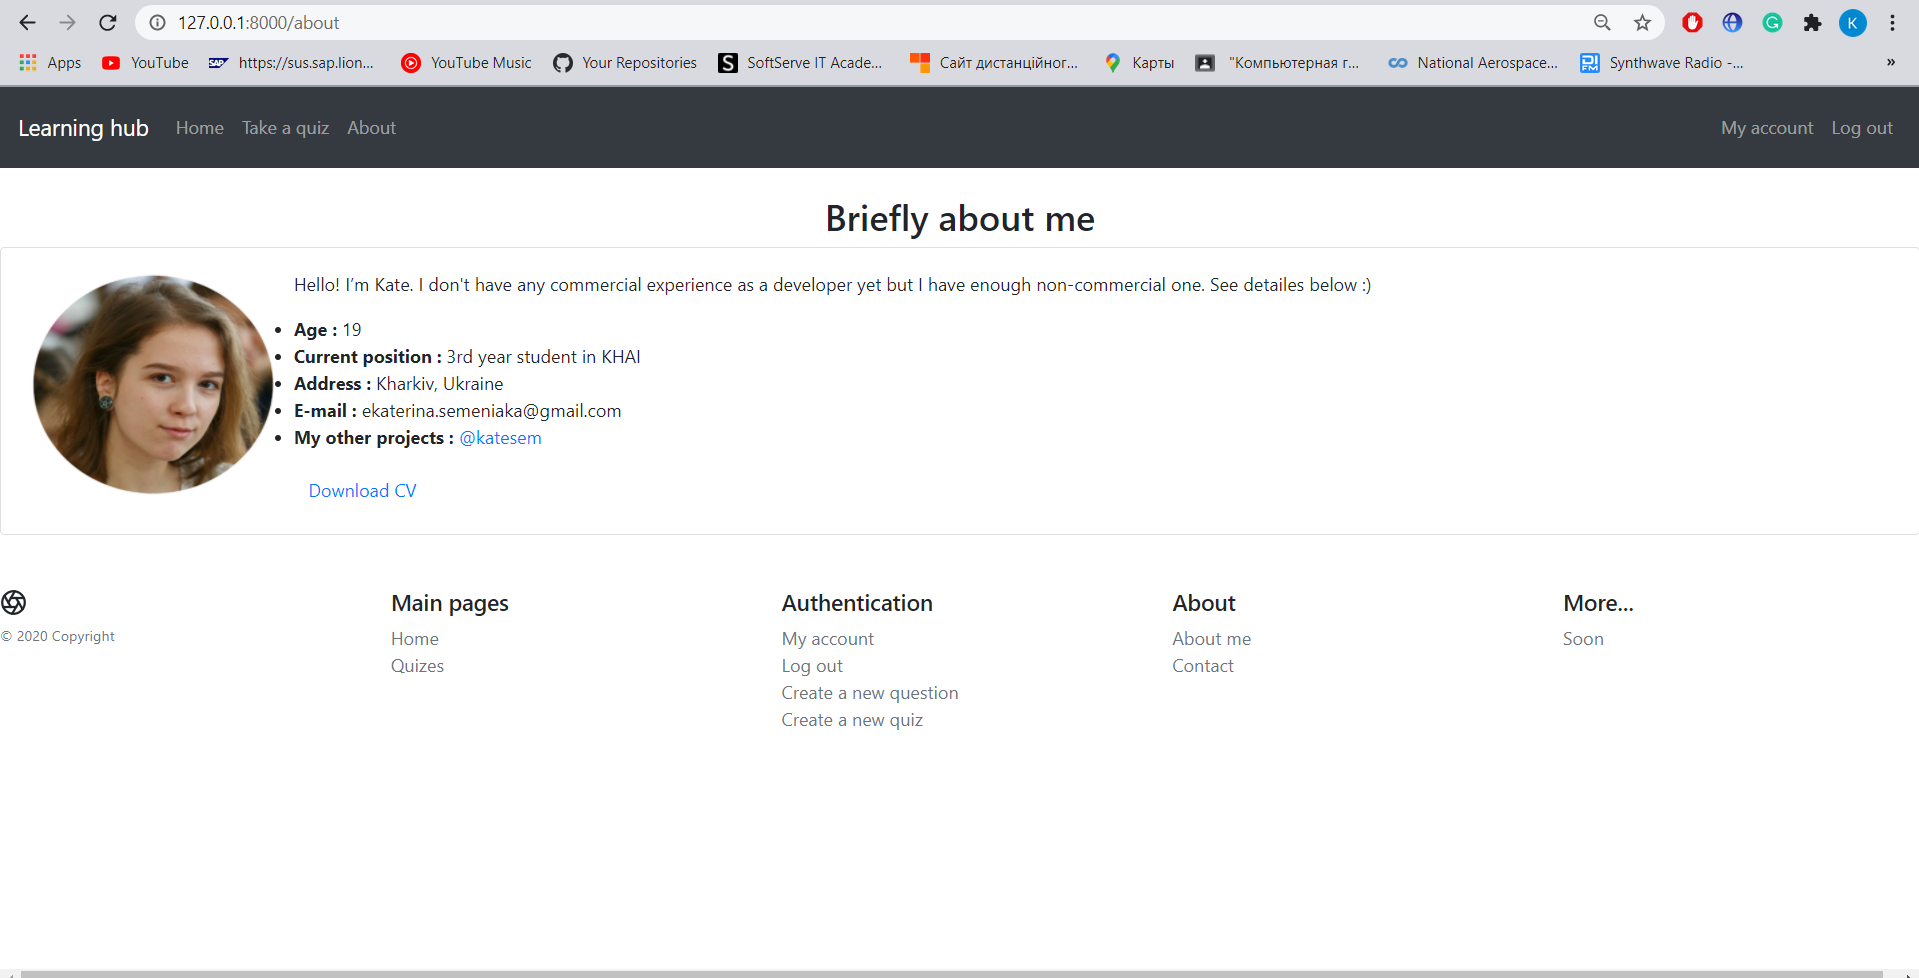 127.0.0.1:8000/about
K
Apps YouTube https://sus.sap.lion... YouTube Music Your Repositories SoftServe IT Acade... Сайт дистанційног... Карты "Компьютерная г... National Aerospace... Synthwave Radio -... »
Learning hub Home Take a quiz About My account Log out
Briefly about me
Hello! I’m Kate. I don't have any commercial experience as a developer yet but I have enough non-commercial one. See detailes below :)
Age : 19
Current position : 3rd year student in KHAI
Address : Kharkiv, Ukraine
E-mail : ekaterina.semeniaka@gmail.com
My other projects : @katesem
Download CV
© 2020 Copyright
Main pages
Home
Quizes
Authentication
My account
Log out
Create a new question
Create a new quiz
About
About me
Contact
More...
Soon